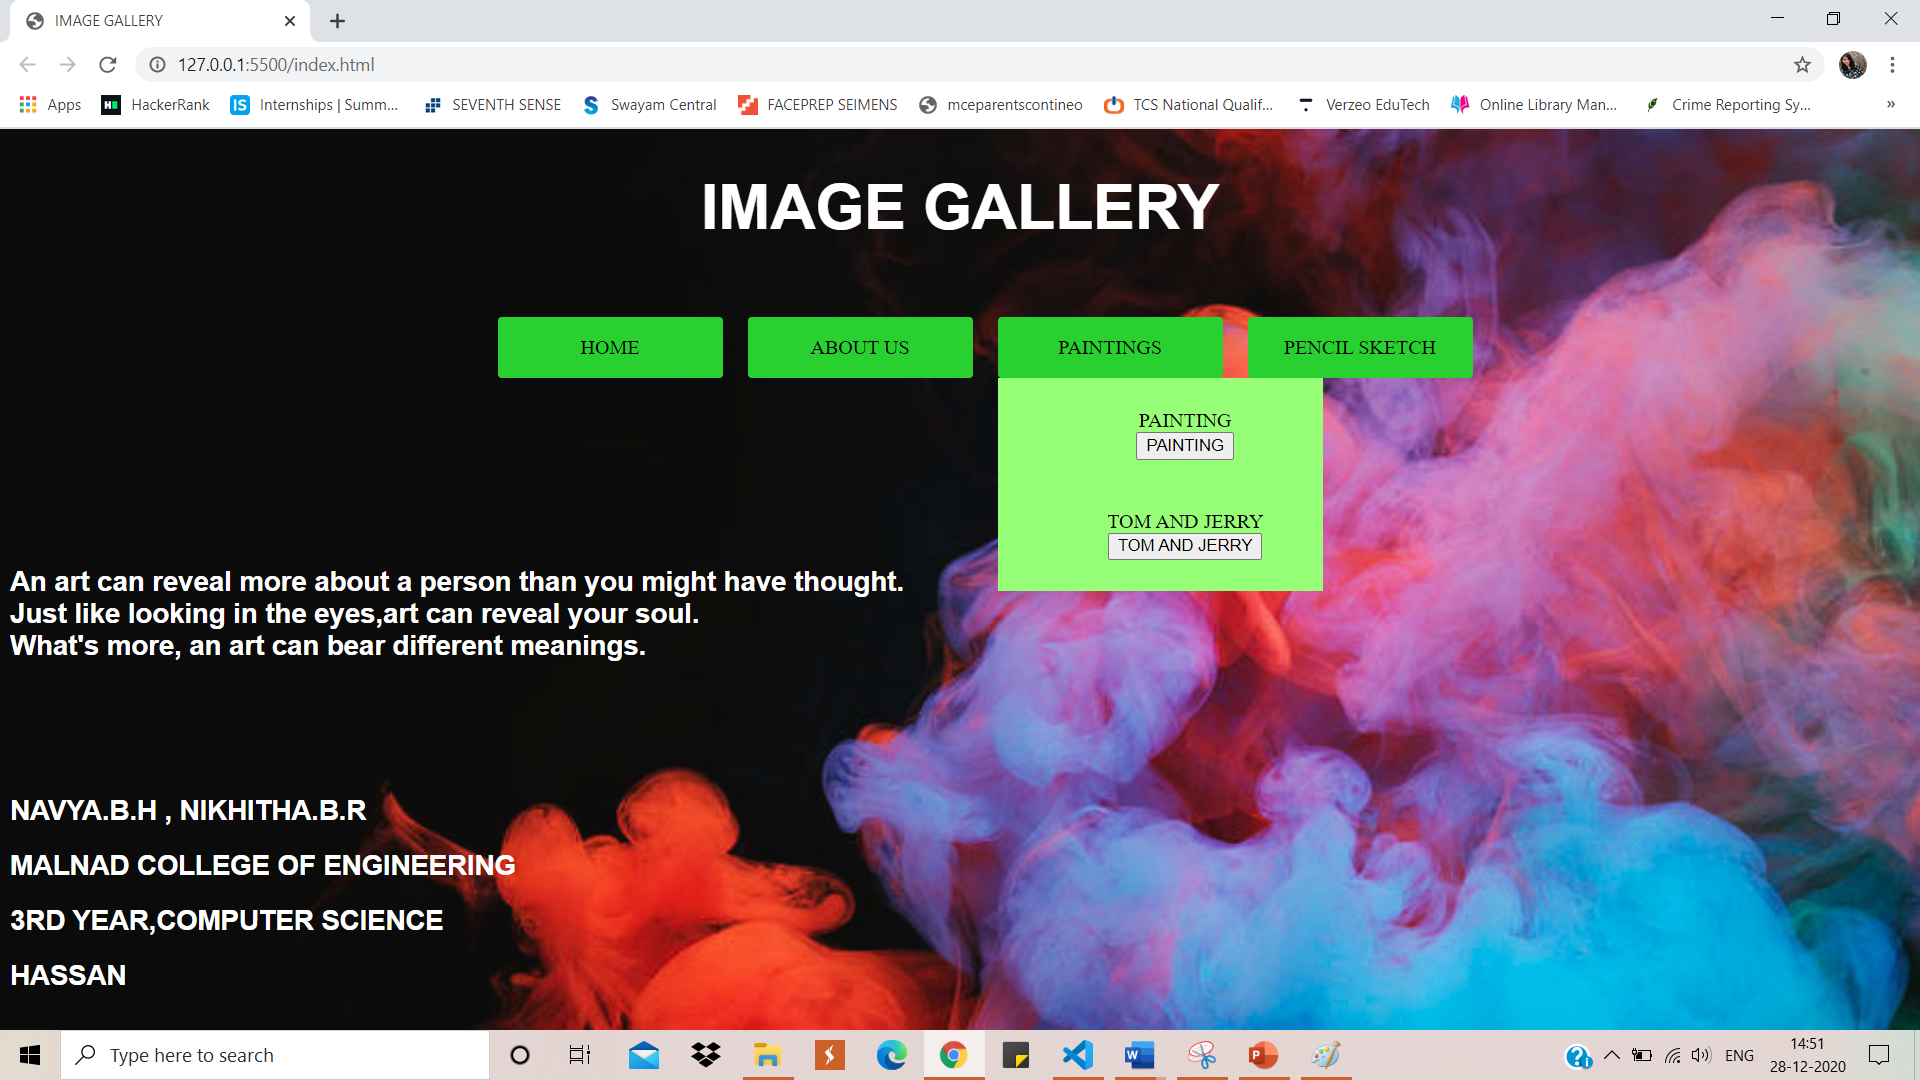 IMAGE GALLERY
127.0.0.1:5500/index.html
Apps HackerRank Internships | Summ... SEVENTH SENSE Swayam Central FACEPREP SEIMENS mceparentscontineo TCS National Qualif... Verzeo EduTech Online Library Man... Crime Reporting Sy... »
IMAGE GALLERY
HOME ABOUT US PAINTINGS PENCIL SKETCH
PAINTING
PAINTING
TOM AND JERRY
TOM AND JERRY
An art can reveal more about a person than you might have thought.
Just like looking in the eyes,art can reveal your soul.
What's more, an art can bear different meanings.
NAVYA.B.H , NIKHITHA.B.R
MALNAD COLLEGE OF ENGINEERING
3RD YEAR,COMPUTER SCIENCE
HASSAN
Type here to search
ENG
14:51
28-12-2020